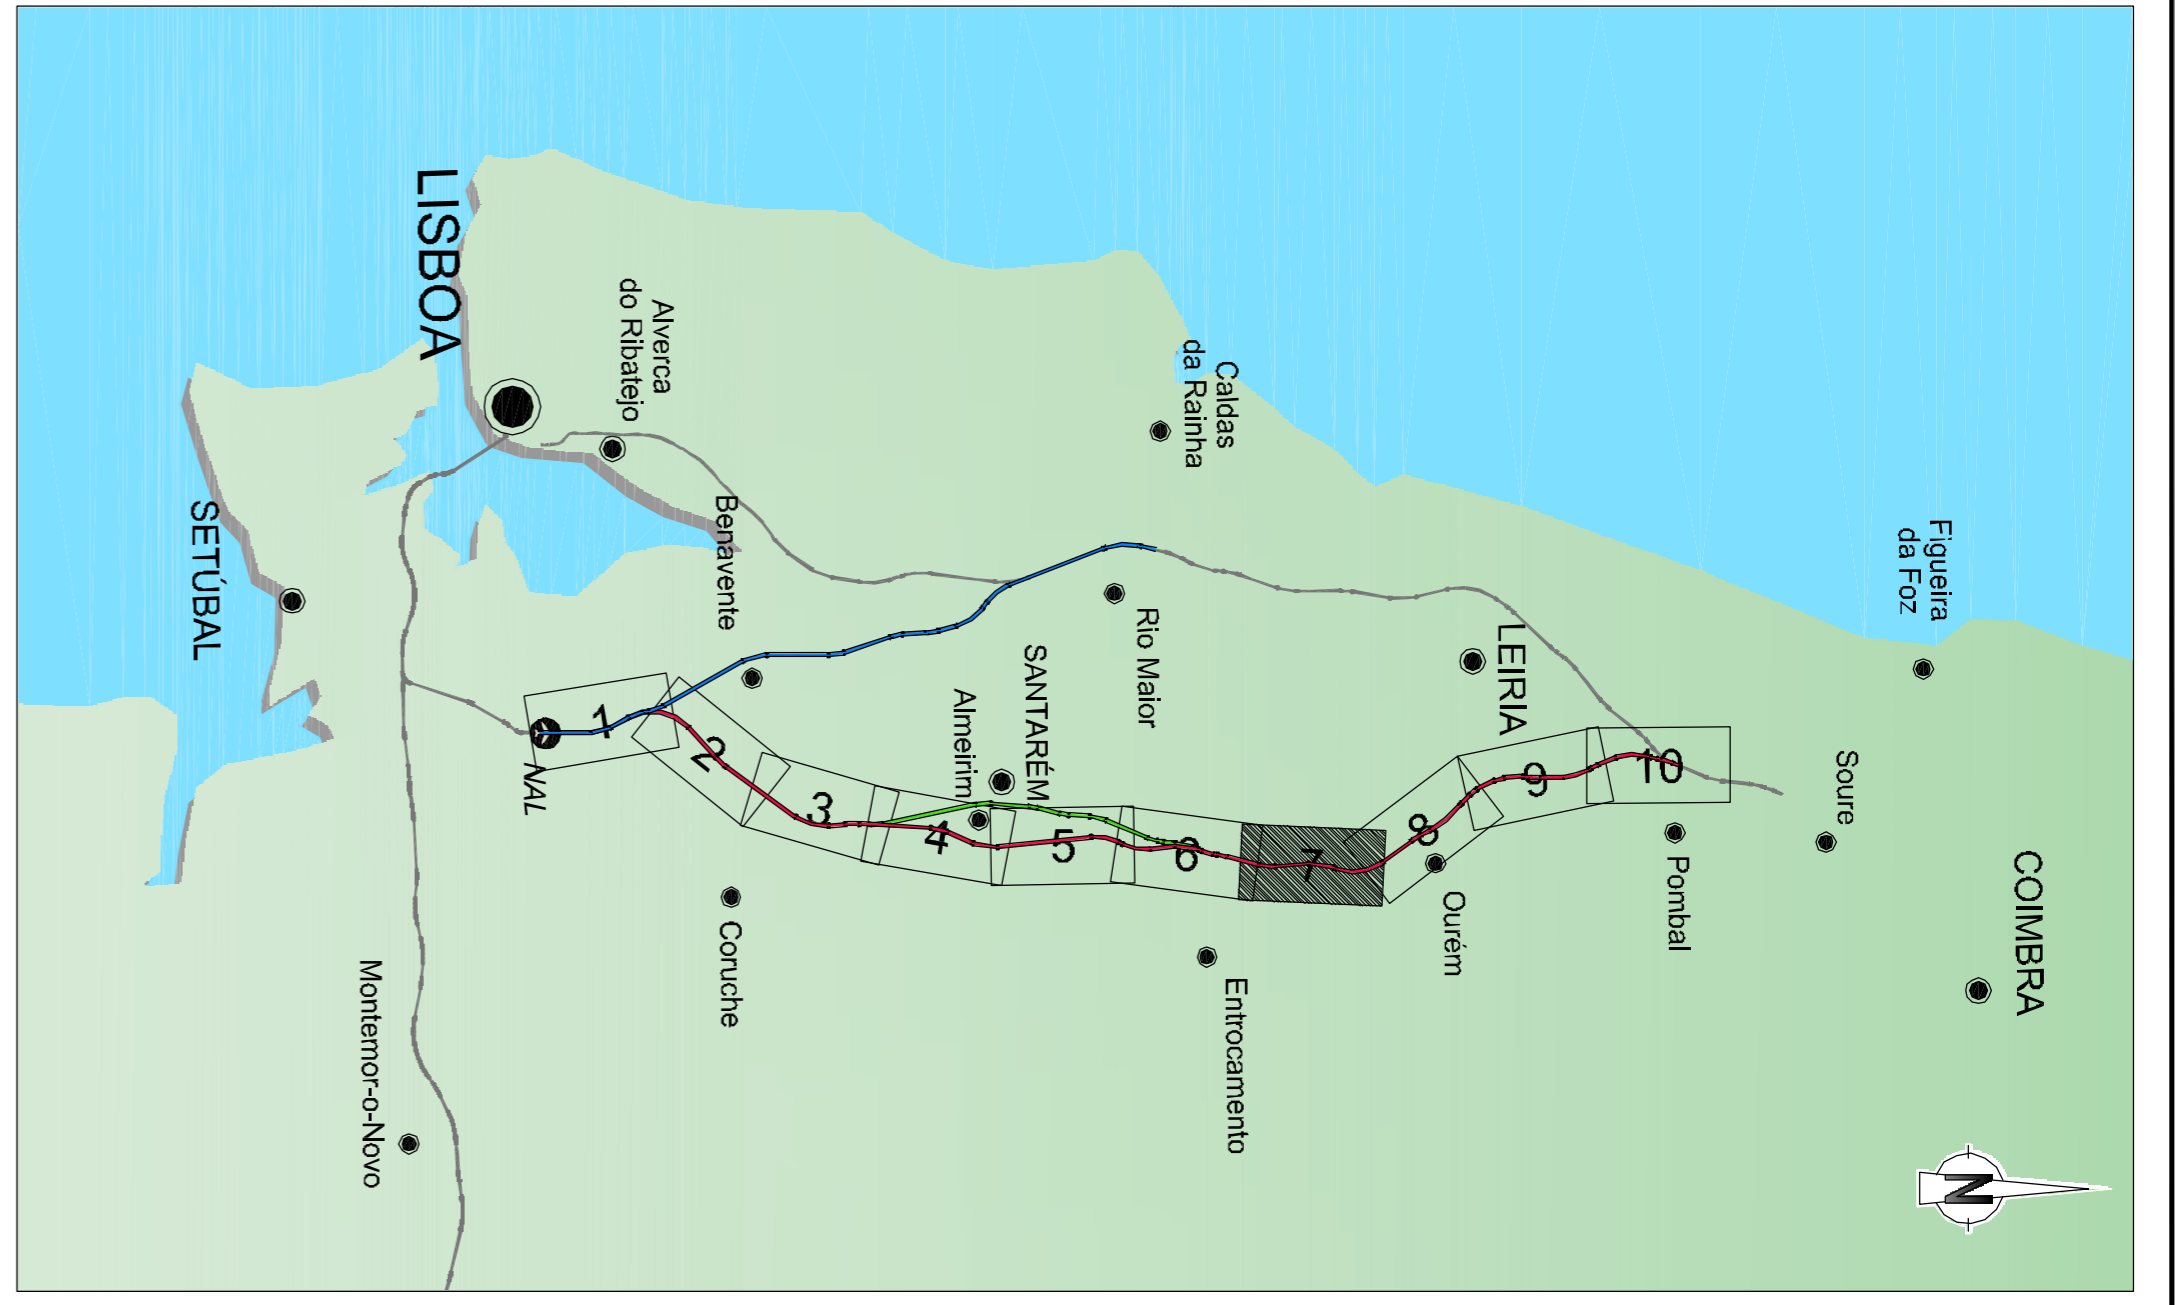 COIMBRA
Figueira
da Foz
Soure
Pombal
10
LEIRIA
9
Ourém
8
7
Entrocamento
6
Caldas
da Rainha
Rio Maior
SANTARÉM
5
Almeirim
4
3
Coruche
2
Benavente
1
NAL
Alverca
do Ribatejo
LISBOA
Montemor-o-Novo
SETÚBAL
N